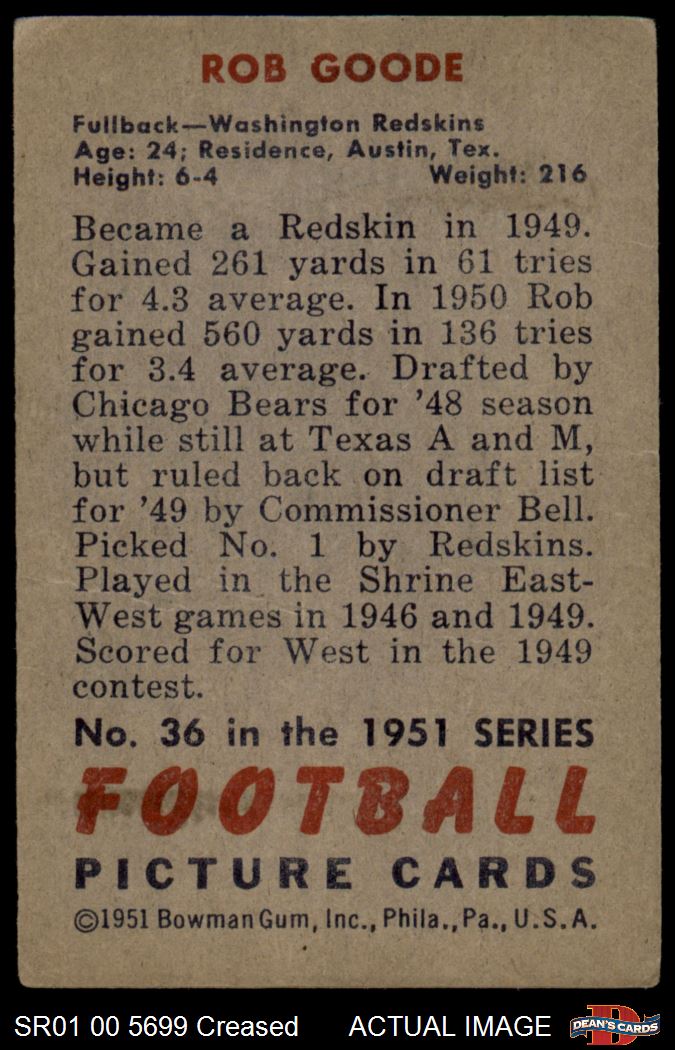 ROB GOODE
Fullback—Washington Redskins
Age: 24; Residence, Austin, Tex.
Height: 6-4 Weight: 216
Became a Redskin in 1949.
Gained 261 yards in 61 tries
for 4.3 average. In 1950 Rob
gained 560 yards in 136 tries
for 3.4 average. Drafted by
Chicago Bears for '48 season
while still at Texas A and M,
but ruled back on draft list
for '49 by Commissioner Bell.
Picked No. 1 by Redskins.
Played in the Shrine East-
West games in 1946 and 1949.
Scored for West in the 1949
contest.
No. 36 in the 1951 SERIES
FOOTBALL
PICTURE CARDS
©1951 Bowman Gum, Inc., Phila., Pa., U.S.A.
SR01 00 5699 Creased ACTUAL IMAGE DEAN'S CARDS